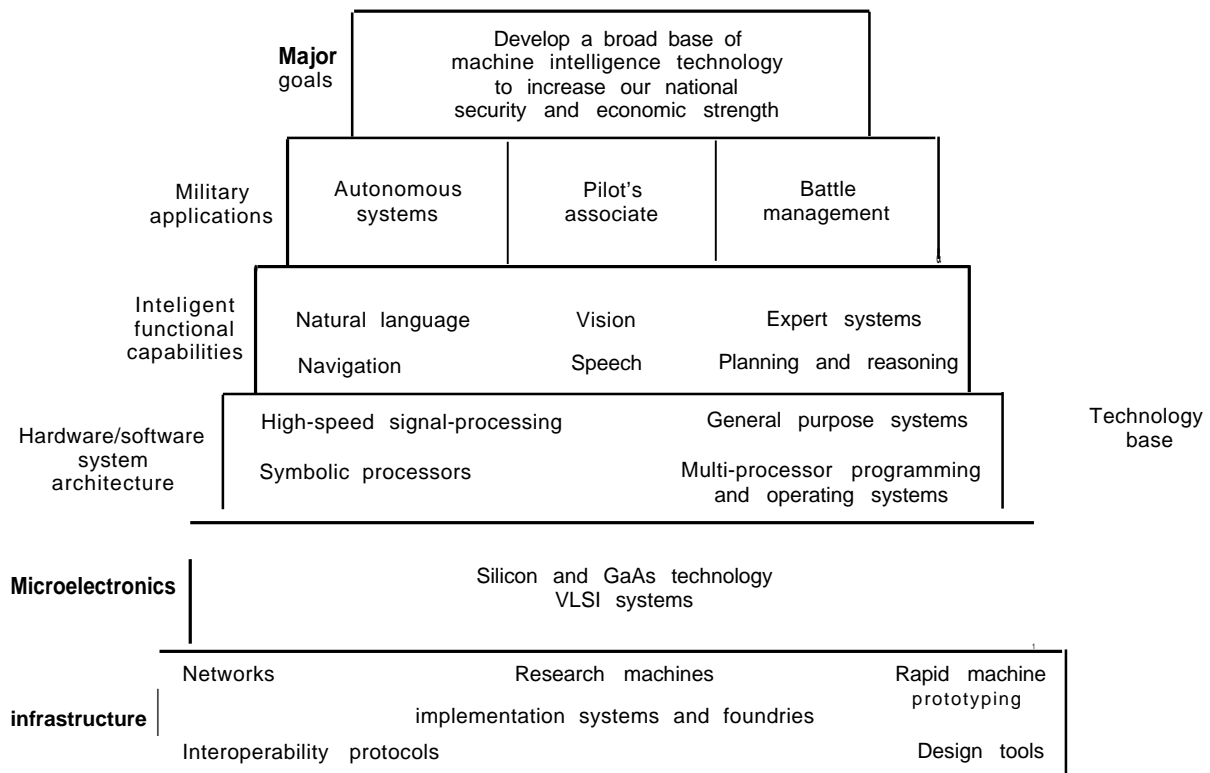 Major
goals
Develop a broad base of
machine intelligence technology
to increase our national
security and economic strength
Military
applications
Autonomous
systems
Pilot's
associate
Battle
management
Inteligent
functional
capabilities
Natural language
Vision
Expert systems
Navigation
Speech
Planning and reasoning
Hardware/software
system
architecture
High-speed signal-processing
General purpose systems
Symbolic processors
Multi-processor programming
and operating systems
Technology
base
Microelectronics
Silicon and GaAs technology
VLSI systems
infrastructure
Networks
Research machines
Rapid machine
prototyping
implementation systems and foundries
Interoperability protocols
Design tools